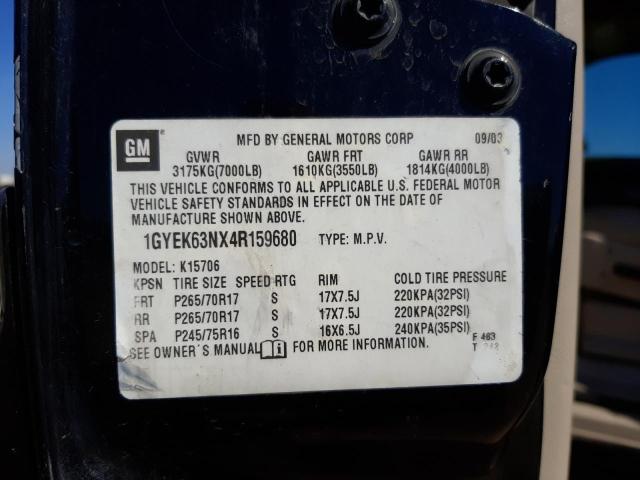 GM ®
MFD BY GENERAL MOTORS CORP 09/03
GVWR GAWR FRT GAWR RR
3175KG(7000LB) 1610KG(3550LB) 1814KG(4000LB)
THIS VEHICLE CONFORMS TO ALL APPLICABLE U.S. FEDERAL MOTOR
VEHICLE SAFETY STANDARDS IN EFFECT ON THE DATE OF
MANUFACTURE SHOWN ABOVE.
1GYEK63NX4R159680 TYPE: M.P.V.
MODEL: K15706
KPSN TIRE SIZE SPEED RTG RIM COLD TIRE PRESSURE
FRT P265/70R17 S 17X7.5J 220KPA(32PSI)
RR P265/70R17 S 17X7.5J 220KPA(32PSI)
SPA P245/75R16 S 16X6.5J 240KPA(35PSI)
SEE OWNER'S MANUAL FOR MORE INFORMATION.
F 463
T